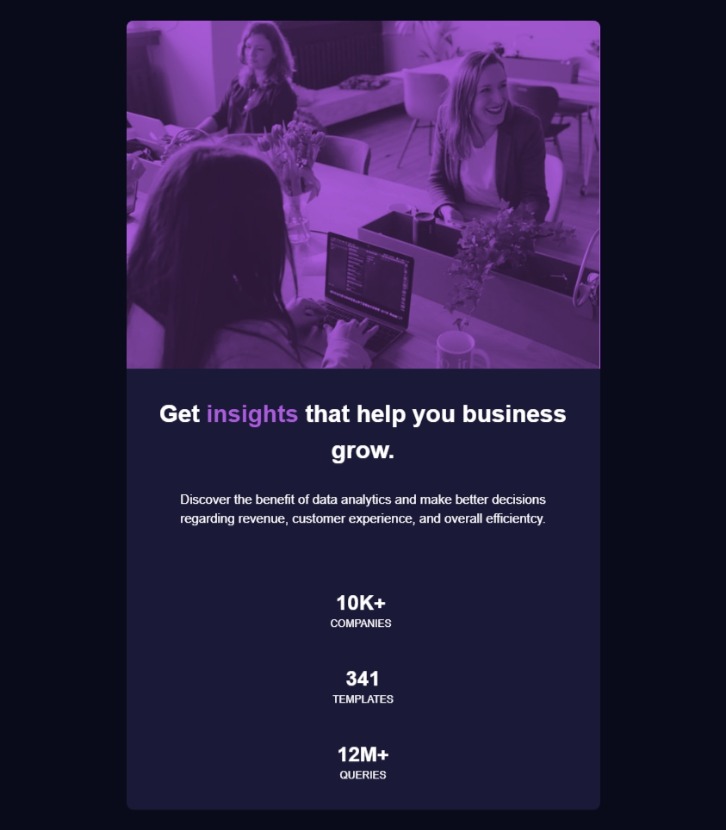 Get insights that help you business
grow.
Discover the benefit of data analytics and make better decisions
regarding revenue, customer experience, and overall efficientcy.
10K+
COMPANIES
341
TEMPLATES
12M+
QUERIES